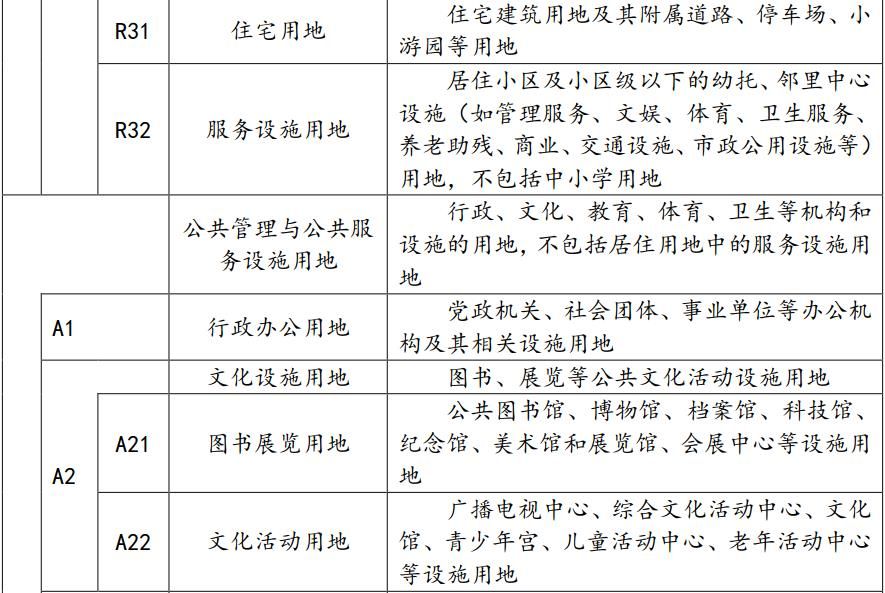 住宅建筑用地及其附属道路、停车场、小
R31 住宅用地
游园等用地
居住小区及小区级以下的幼托、邻里中心
设施（如管理服务、文娱、体育、卫生服务、
R32 服务设施用地
养老助残、商业、交通设施、市政公用设施等）
用地，不包括中小学用地
公共管理与公共服
务设施用地
行政、文化、教育、体育、卫生等机构和
设施的用地，不包括居住用地中的服务设施用
地
A1 行政办公用地
党政机关、社会团体、事业单位等办公机
构及其相关设施用地
A2
文化设施用地 图书、展览等公共文化活动设施用地
A21 图书展览用地
公共图书馆、博物馆、档案馆、科技馆、
纪念馆、美术馆和展览馆、会展中心等设施用
地
A22 文化活动用地
广播电视中心、综合文化活动中心、文化
馆、青少年宫、儿童活动中心、老年活动中心
等设施用地